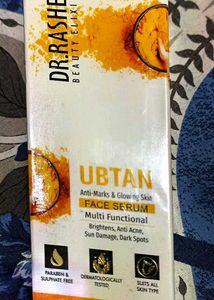 DR.RASHE
BEAUTY ELIXI
UBTAN
Anti-Marks & Glowing Skin
FACE SERUM
Multi Functional
Brightens, Anti Acne,
Sun Damage, Dark Spots
PARABEN &
SULPHATE FREE
DERMATOLOGICALLY
TESTED
SUITS ALL
SKIN TYPE